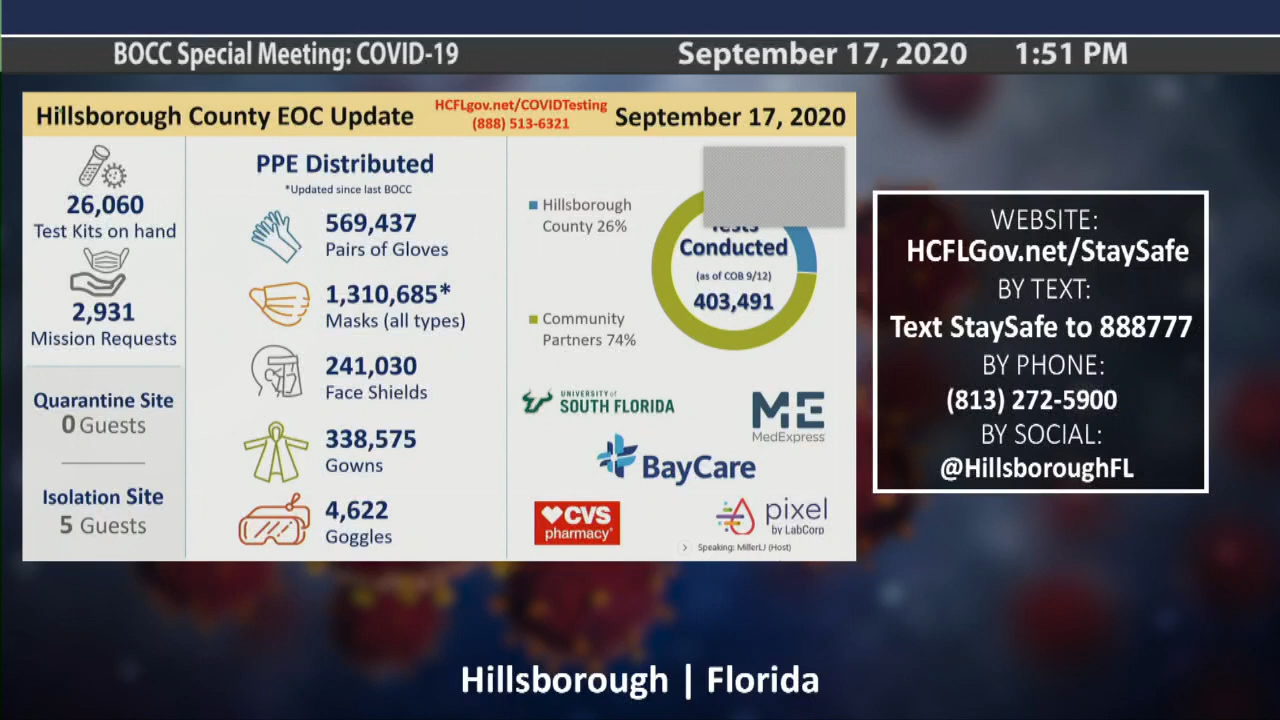 BOCC Special Meeting: COVID-19
September 17, 2020
1:51 PM
Hillsborough County EOC Update
HCFLgov.net/COVIDTesting
(888) 513-6321
September 17, 2020
26,060
Test Kits on hand
2,931
Mission Requests
Quarantine Site
0 Guests
Isolation Site
5 Guests
PPE Distributed
*Updated since last BOCC
569,437
Pairs of Gloves
1,310,685*
Masks (all types)
241,030
Face Shields
338,575
Gowns
4,622
Goggles
Hillsborough
County 26%
Community
Partners 74%
Tests
Conducted
(as of COB 9/12)
403,491
UNIVERSITY of
SOUTH FLORIDA
ME
MedExpress
BayCare
CVS
pharmacy
pixel
by LabCorp
Speaking: MillerLJ (Host)
WEBSITE:
HCFLGov.net/StaySafe
BY TEXT:
Text StaySafe to 888777
BY PHONE:
(813) 272-5900
BY SOCIAL:
@HillsboroughFL
Hillsborough | Florida